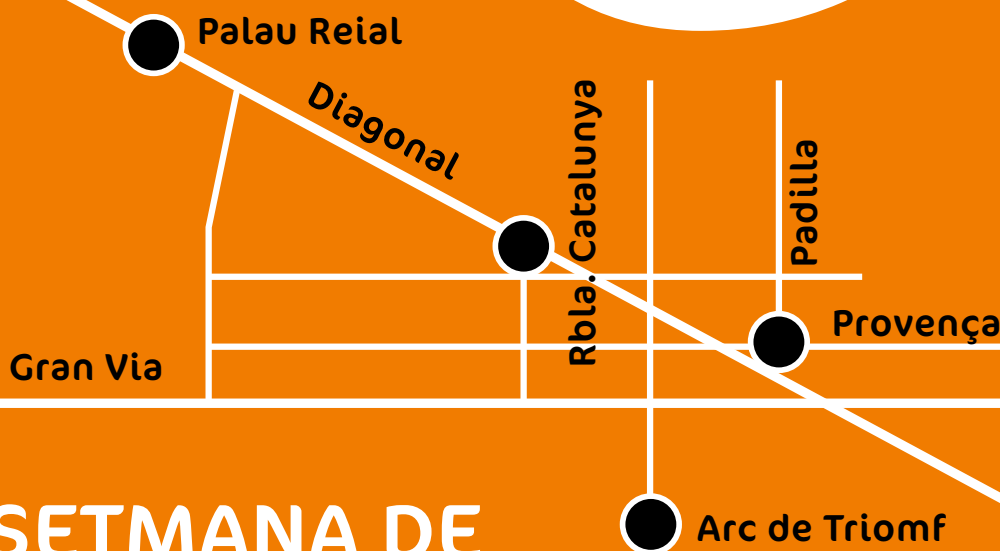 Palau Reial
Diagonal
Rbla. Catalunya
Padilla
Provença
Gran Via
SETMANA DE
Arc de Triomf